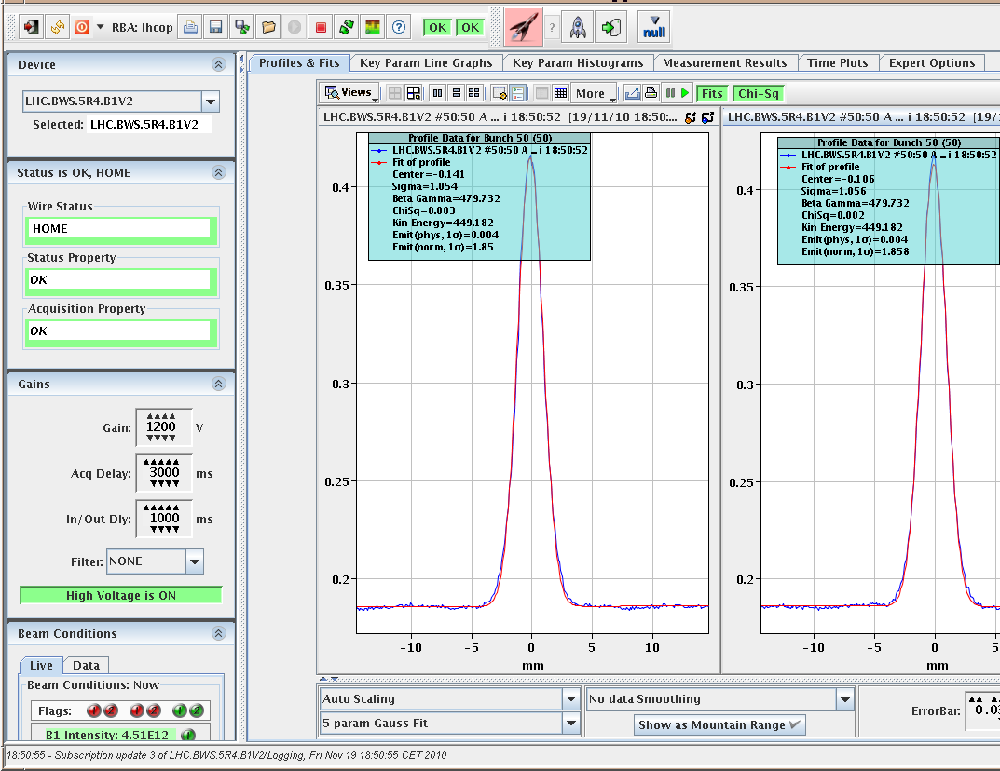 RBA: lhcop
OK OK
?
null
Device
LHC.BWS.5R4.B1V2
Selected: LHC.BWS.5R4.B1V2
Status is OK, HOME
Wire Status
HOME
Status Property
OK
Acquisition Property
OK
Gains
Gain: 1200 V
Acq Delay: 3000 ms
In/Out Dly: 1000 ms
Filter: NONE
High Voltage is ON
Beam Conditions
Live Data
Beam Conditions: Now
Flags: 1 2 1 2 1 2
B1 Intensity: 4.51E12 1
Profiles & Fits Key Param Line Graphs Key Param Histograms Measurement Results Time Plots Expert Options
Views More Fits Chi-Sq
LHC.BWS.5R4.B1V2 #50:50 A ... i 18:50:52 [19/11/10 18:50:...
Profile Data for Bunch 50 (50)
LHC.BWS.5R4.B1V2 #50:50 A ... i 18:50:52
Fit of profile
Center=-0.141
Sigma=1.054
Beta Gamma=479.732
ChiSq=0.003
Kin Energy=449.182
Emit(phys, 1σ)=0.004
Emit(norm, 1σ)=1.85
0.4
0.35
0.3
0.25
0.2
-10 -5 0 5 10
mm
LHC.BWS.5R4.B1V2 #50:50 A ... i 18:50:52 [19/
Profile Data for Bunch 50 (50)
LHC.BWS.5R4.B1V2 #50:50 A ... i 18:50:52
Fit of profile
Center=-0.106
Sigma=1.056
Beta Gamma=479.732
ChiSq=0.002
Kin Energy=449.182
Emit(phys, 1σ)=0.004
Emit(norm, 1σ)=1.858
0.4
0.35
0.3
0.25
0.2
-10 -5 0 5
mm
Auto Scaling
5 param Gauss Fit
No data Smoothing
Show as Mountain Range
ErrorBar: 0.0
18:50:55 - Subscription update 3 of LHC.BWS.5R4.B1V2/Logging, Fri Nov 19 18:50:55 CET 2010